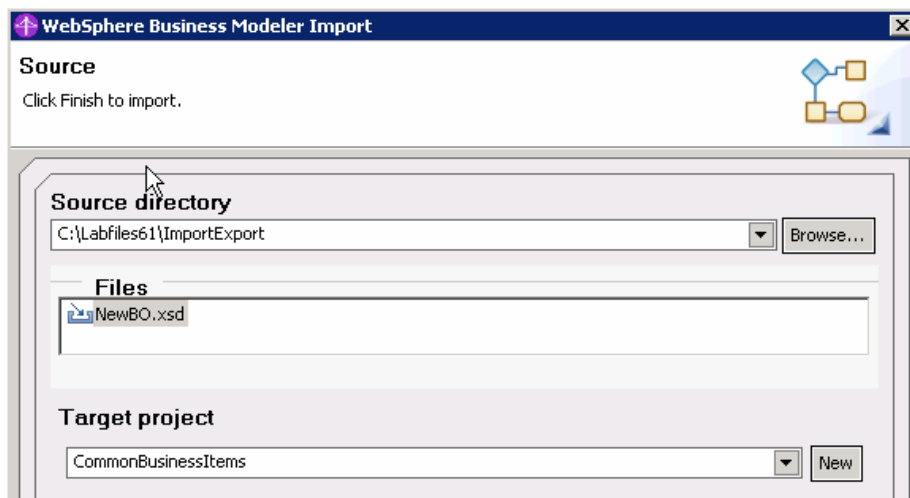 WebSphere Business Modeler Import
Source
Click Finish to import.
Source directory
C:\Labfiles61\ImportExport
Browse...
Files
NewBO.xsd
Target project
CommonBusinessItems
New